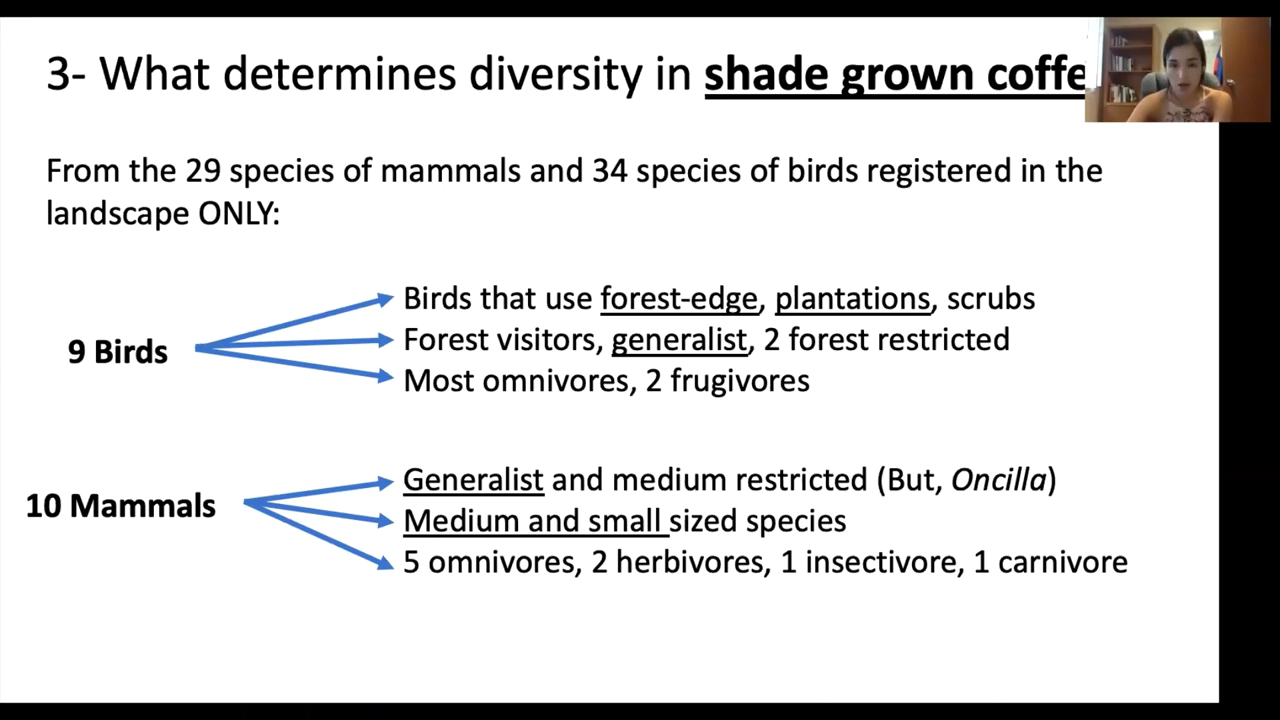 3- What determines diversity in shade grown coffe
From the 29 species of mammals and 34 species of birds registered in the
landscape ONLY:
9 Birds
Birds that use forest-edge, plantations, scrubs
Forest visitors, generalist, 2 forest restricted
Most omnivores, 2 frugivores
10 Mammals
Generalist and medium restricted (But, Oncilla)
Medium and small sized species
5 omnivores, 2 herbivores, 1 insectivore, 1 carnivore